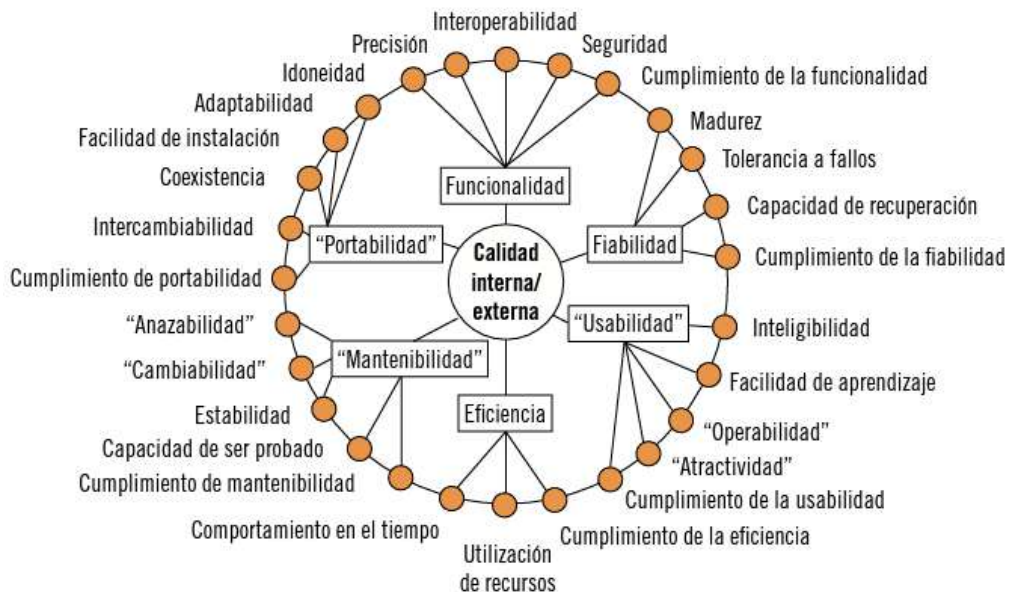 Interoperabilidad
Precisión
Seguridad
Idoneidad
Cumplimiento de la funcionalidad
Adaptabilidad
Madurez
Facilidad de instalación
Tolerancia a fallos
Coexistencia
Funcionalidad
Capacidad de recuperación
Intercambiabilidad
“Portabilidad”
Fiabilidad
Cumplimiento de la fiabilidad
Cumplimiento de portabilidad
Calidad
interna/
externa
“Anazabilidad”
“Usabilidad”
Inteligibilidad
“Cambiabilidad”
“Mantenibilidad”
Facilidad de aprendizaje
Estabilidad
Eficiencia
“Operabilidad”
Capacidad de ser probado
“Atractividad”
Cumplimiento de mantenibilidad
Cumplimiento de la usabilidad
Comportamiento en el tiempo
Cumplimiento de la eficiencia
Utilización
de recursos